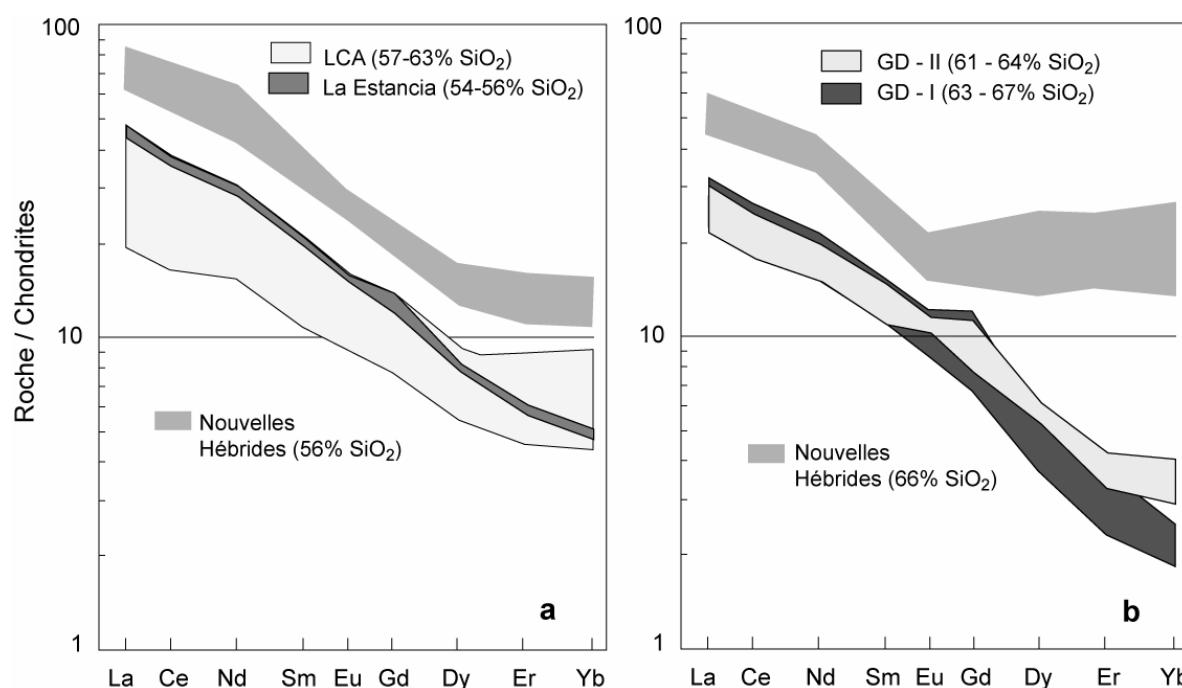 100
LCA (57-63% SiO₂)
La Estancia (54-56% SiO₂)
10
Nouvelles
Hébrides (56% SiO₂)
a
1
La Ce Nd Sm Eu Gd Dy Er Yb
Roche / Chondrites
100
GD - II (61 - 64% SiO₂)
GD - I (63 - 67% SiO₂)
10
Nouvelles
Hébrides (66% SiO₂)
b
1
La Ce Nd Sm Eu Gd Dy Er Yb